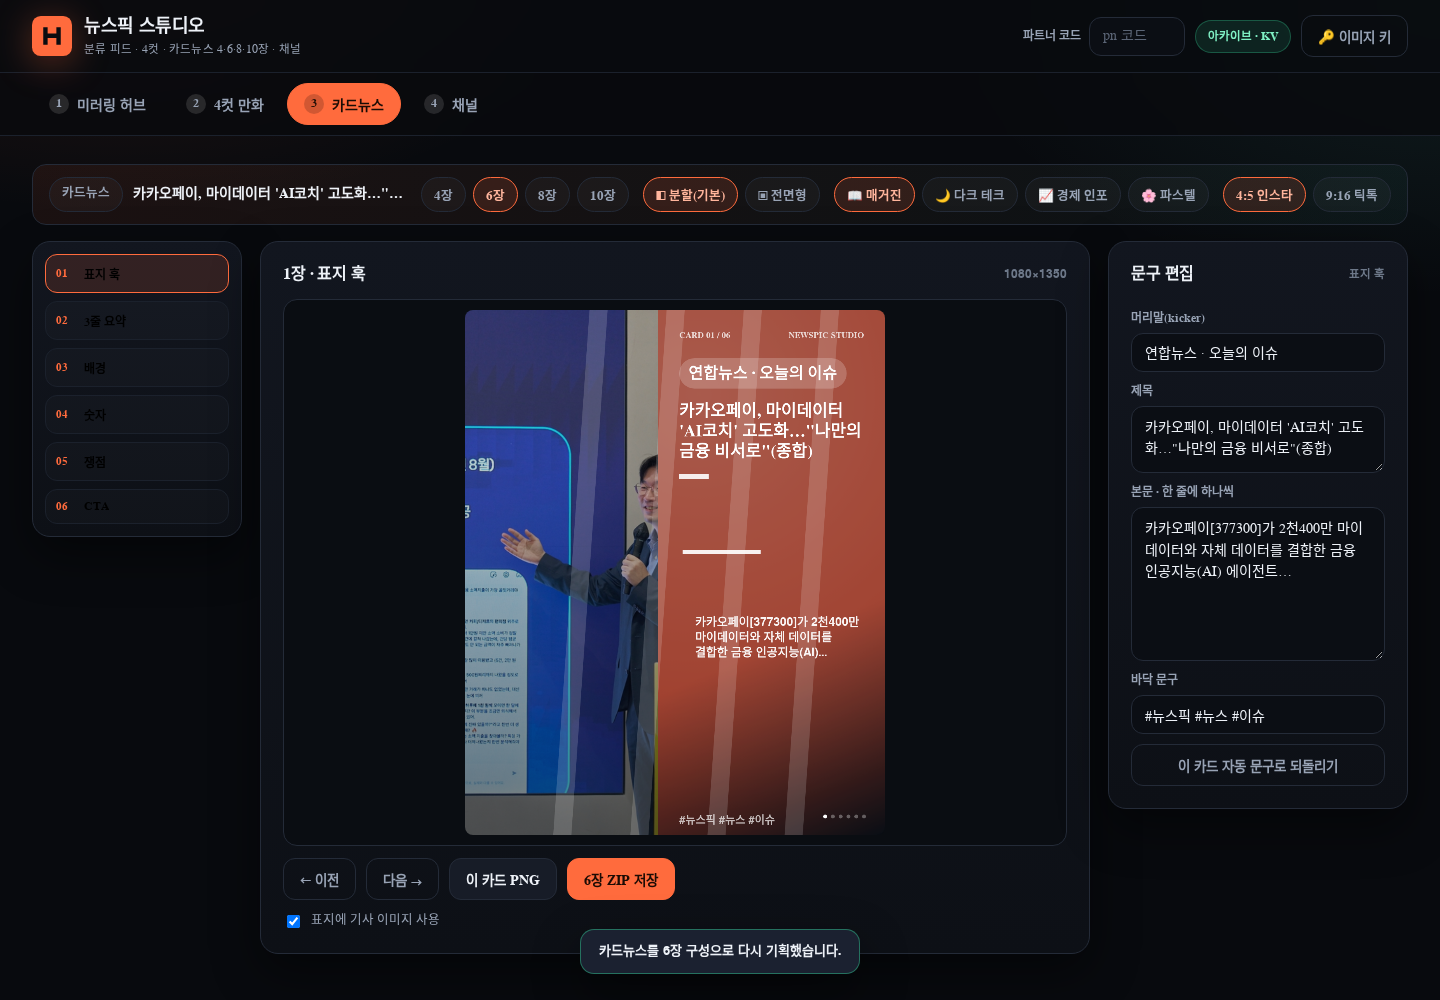 H
뉴스픽 스튜디오
분류 피드 · 4컷 · 카드뉴스 4·6·8·10장 · 채널
파트너 코드
pn 코드
아카이브 · KV
🔑 이미지 키
1 미러링 허브
2 4컷 만화
3 카드뉴스
4 채널
카드뉴스
카카오페이, 마이데이터 'AI코치' 고도화…"…
4장
6장
8장
10장
◧ 분할(기본)
▣ 전면형
📖 매거진
🌙 다크 테크
📈 경제 인포
🌸 파스텔
4:5 인스타
9:16 틱톡
01 표지 훅
02 3줄 요약
03 배경
04 숫자
05 쟁점
06 CTA
1장 · 표지 훅
1080×1350
8월)
CARD 01 / 06
NEWSPIC STUDIO
연합뉴스 · 오늘의 이슈
카카오페이, 마이데이터
'AI코치' 고도화…"나만의
금융 비서로"(종합)
카카오페이[377300]가 2천400만
마이데이터와 자체 데이터를
결합한 금융 인공지능(AI)...
#뉴스픽 #뉴스 #이슈
← 이전
다음 →
이 카드 PNG
6장 ZIP 저장
표지에 기사 이미지 사용
카드뉴스를 6장 구성으로 다시 기획했습니다.
문구 편집
표지 훅
머리말(kicker)
연합뉴스 · 오늘의 이슈
제목
카카오페이, 마이데이터 'AI코치' 고도
화…"나만의 금융 비서로"(종합)
본문 · 한 줄에 하나씩
카카오페이[377300]가 2천400만 마이
데이터와 자체 데이터를 결합한 금융
인공지능(AI) 에이전트…
바닥 문구
#뉴스픽 #뉴스 #이슈
이 카드 자동 문구로 되돌리기